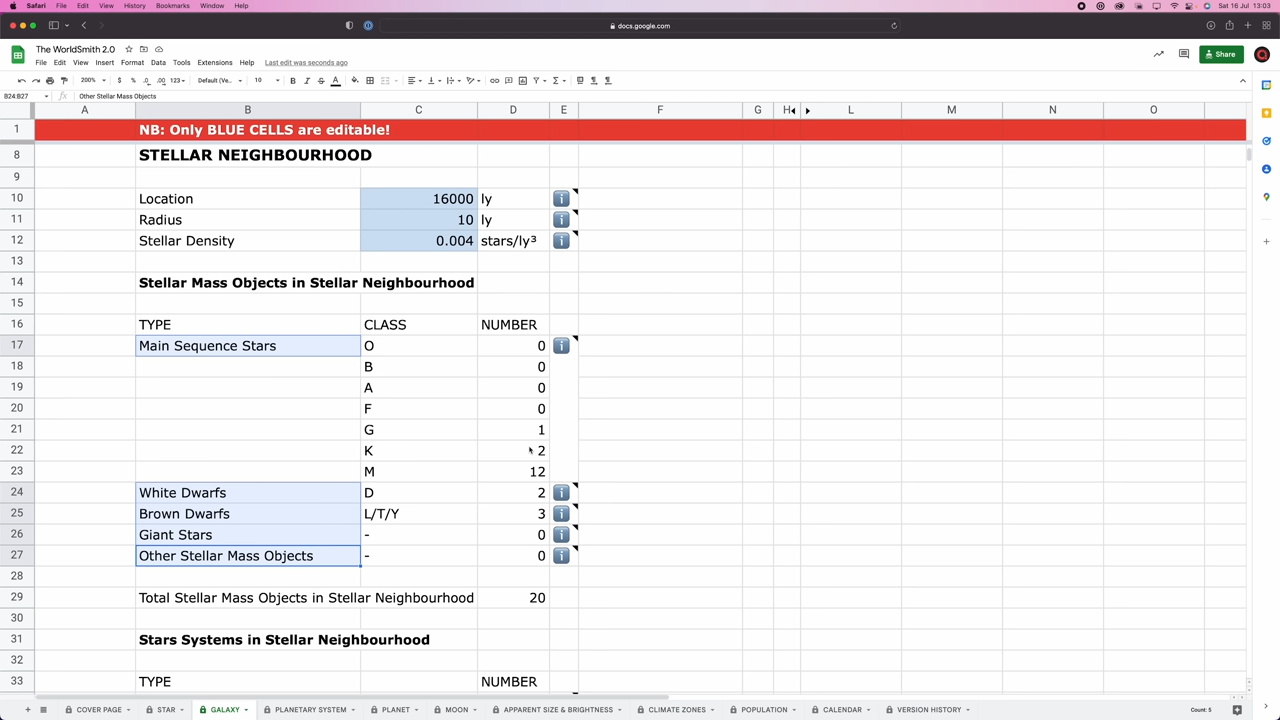 Safari File Edit View History Bookmarks Window Help Sat 16 Jul 13:03
docs.google.com
The WorldSmith 2.0
File Edit View Insert Format Data Tools Extensions Help Last edit was seconds ago
Share
200% $ % .0 .00 123 Default (Ve... 10 B I S A
B24:B27 fx Other Stellar Mass Objects
A B C D E F G H L M N O
1 NB: Only BLUE CELLS are editable!
8 STELLAR NEIGHBOURHOOD
9
10 Location 16000 ly
11 Radius 10 ly
12 Stellar Density 0.004 stars/ly³
13
14 Stellar Mass Objects in Stellar Neighbourhood
15
16 TYPE CLASS NUMBER
17 Main Sequence Stars O 0
18 B 0
19 A 0
20 F 0
21 G 1
22 K 2
23 M 12
24 White Dwarfs D 2
25 Brown Dwarfs L/T/Y 3
26 Giant Stars - 0
27 Other Stellar Mass Objects - 0
28
29 Total Stellar Mass Objects in Stellar Neighbourhood 20
30
31 Stars Systems in Stellar Neighbourhood
32
33 TYPE NUMBER
COVER PAGE STAR GALAXY PLANETARY SYSTEM PLANET MOON APPARENT SIZE & BRIGHTNESS CLIMATE ZONES POPULATION CALENDAR VERSION HISTORY Count: 5